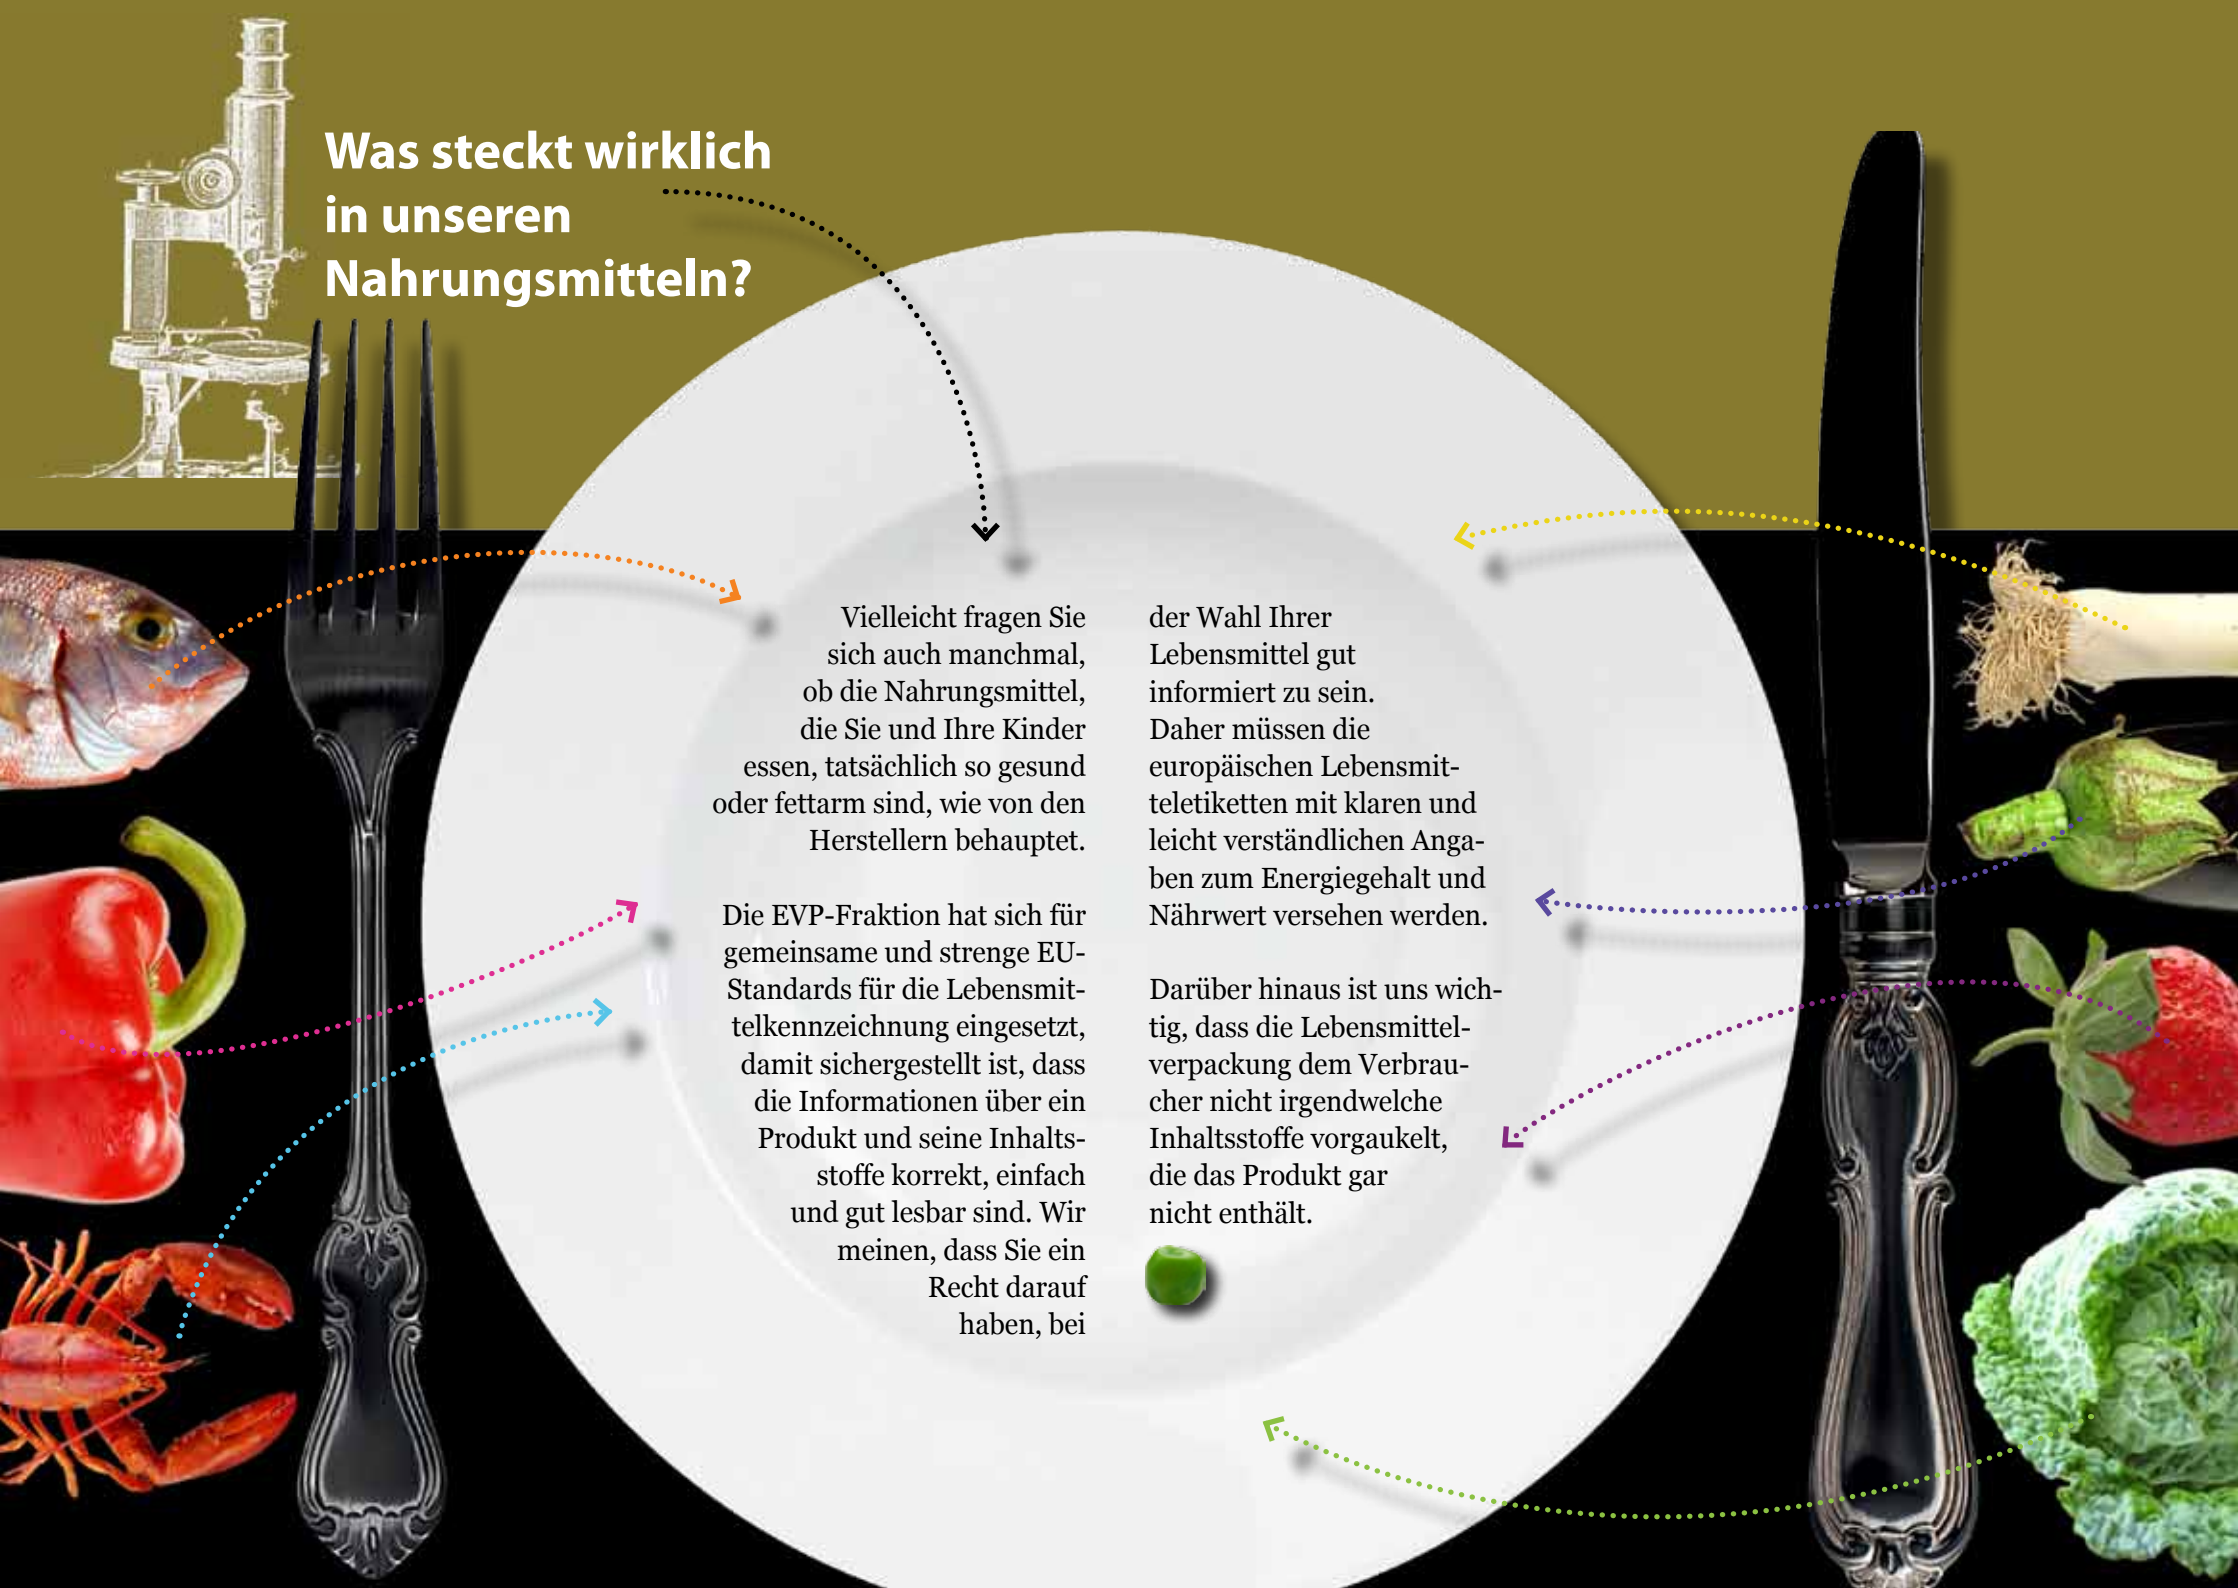 Was steckt wirklich
in unseren
Nahrungsmitteln?
Vielleicht fragen Sie
sich auch manchmal,
ob die Nahrungsmittel,
die Sie und Ihre Kinder
essen, tatsächlich so gesund
oder fettarm sind, wie von den
Herstellern behauptet.
Die EVP-Fraktion hat sich für
gemeinsame und strenge EU-
Standards für die Lebensmit-
telkennzeichnung eingesetzt,
damit sichergestellt ist, dass
die Informationen über ein
Produkt und seine Inhalts-
stoffe korrekt, einfach
und gut lesbar sind. Wir
meinen, dass Sie ein
Recht darauf
haben, bei
der Wahl Ihrer
Lebensmittel gut
informiert zu sein.
Daher müssen die
europäischen Lebensmit-
teletiketten mit klaren und
leicht verständlichen Anga-
ben zum Energiegehalt und
Nährwert versehen werden.
Darüber hinaus ist uns wich-
tig, dass die Lebensmittel-
verpackung dem Verbrau-
cher nicht irgendwelche
Inhaltsstoffe vorgaukelt,
die das Produkt gar
nicht enthält.